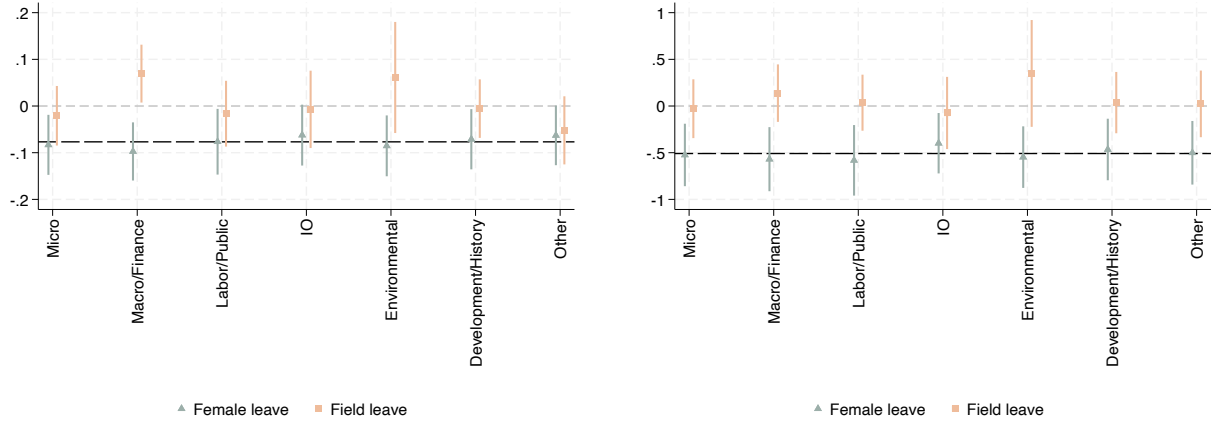 .2
.1
0
-.1
-.2
Micro
Macro/Finance
Labor/Public
IO
Environmental
Development/History
Other
Female leave
Field leave
1
.5
0
-.5
-1
Micro
Macro/Finance
Labor/Public
IO
Environmental
Development/History
Other
Female leave
Field leave